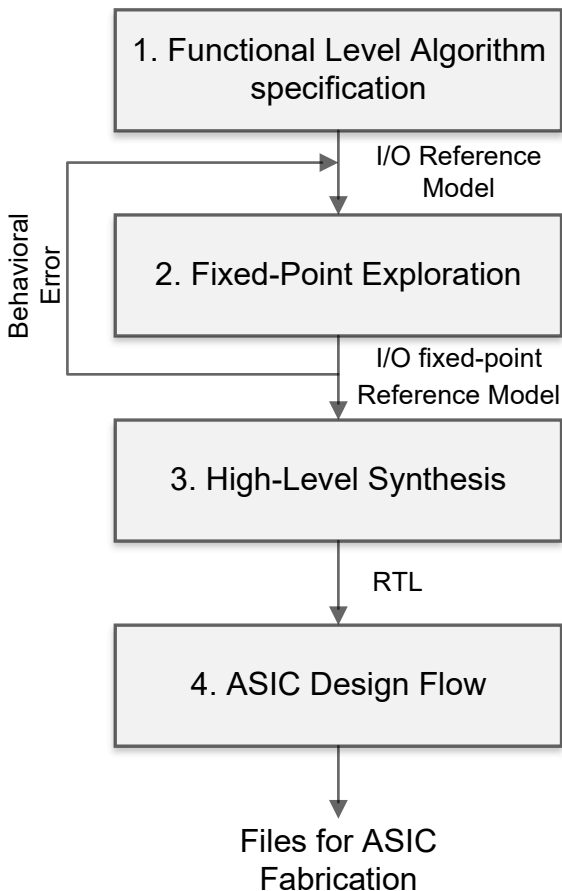 1. Functional Level Algorithm
specification
I/O Reference
Model
Behavioral
Error
2. Fixed-Point Exploration
I/O fixed-point
Reference Model
3. High-Level Synthesis
RTL
4. ASIC Design Flow
Files for ASIC
Fabrication